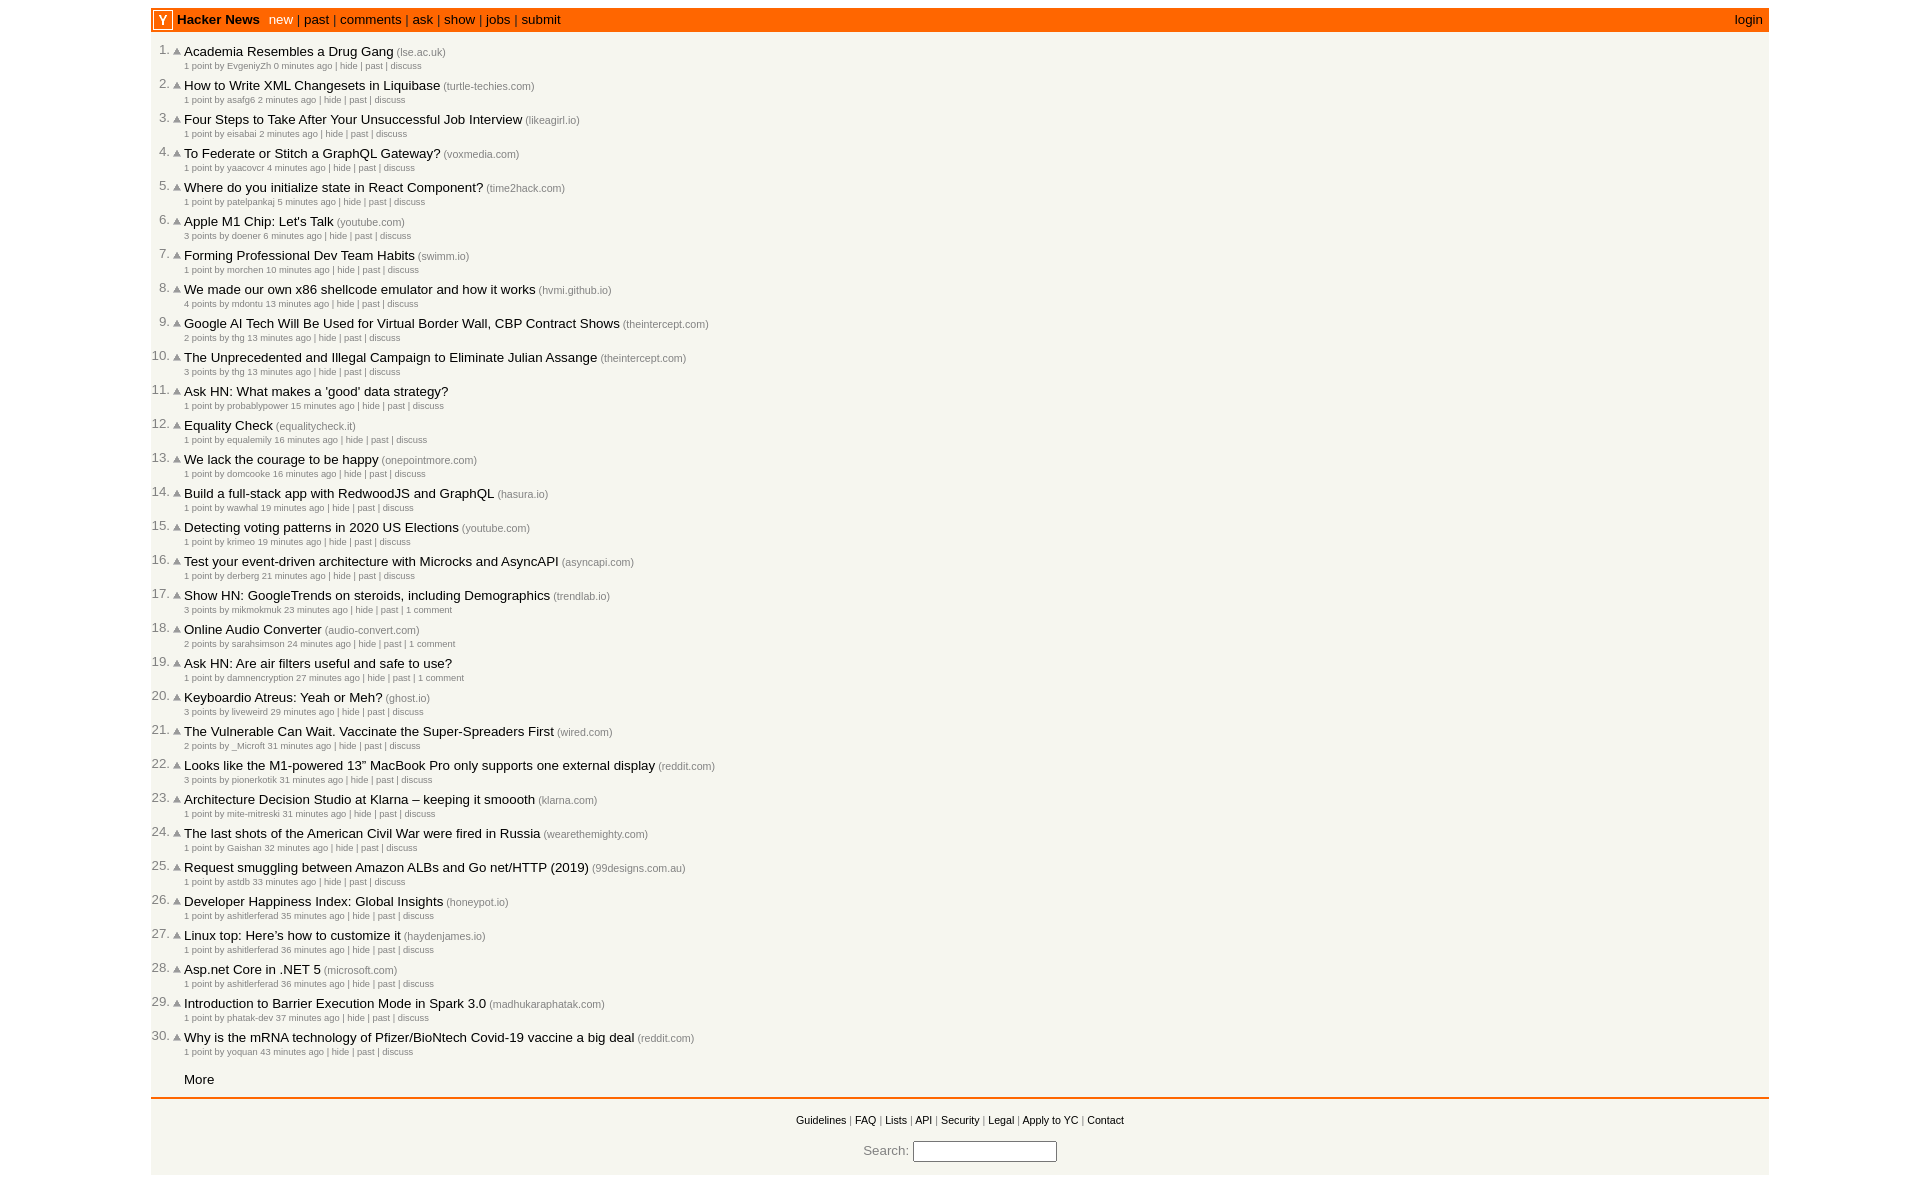 Y Hacker News new | past | comments | ask | show | jobs | submit login
1. Academia Resembles a Drug Gang (lse.ac.uk)
1 point by EvgeniyZh 0 minutes ago | hide | past | discuss
2. How to Write XML Changesets in Liquibase (turtle-techies.com)
1 point by asafg6 2 minutes ago | hide | past | discuss
3. Four Steps to Take After Your Unsuccessful Job Interview (likeagirl.io)
1 point by eisabai 2 minutes ago | hide | past | discuss
4. To Federate or Stitch a GraphQL Gateway? (voxmedia.com)
1 point by yaacovcr 4 minutes ago | hide | past | discuss
5. Where do you initialize state in React Component? (time2hack.com)
1 point by patelpankaj 5 minutes ago | hide | past | discuss
6. Apple M1 Chip: Let's Talk (youtube.com)
3 points by doener 6 minutes ago | hide | past | discuss
7. Forming Professional Dev Team Habits (swimm.io)
1 point by morchen 10 minutes ago | hide | past | discuss
8. We made our own x86 shellcode emulator and how it works (hvmi.github.io)
4 points by mdontu 13 minutes ago | hide | past | discuss
9. Google AI Tech Will Be Used for Virtual Border Wall, CBP Contract Shows (theintercept.com)
2 points by thg 13 minutes ago | hide | past | discuss
10. The Unprecedented and Illegal Campaign to Eliminate Julian Assange (theintercept.com)
3 points by thg 13 minutes ago | hide | past | discuss
11. Ask HN: What makes a 'good' data strategy?
1 point by probablypower 15 minutes ago | hide | past | discuss
12. Equality Check (equalitycheck.it)
1 point by equalemily 16 minutes ago | hide | past | discuss
13. We lack the courage to be happy (onepointmore.com)
1 point by domcooke 16 minutes ago | hide | past | discuss
14. Build a full-stack app with RedwoodJS and GraphQL (hasura.io)
1 point by wawhal 19 minutes ago | hide | past | discuss
15. Detecting voting patterns in 2020 US Elections (youtube.com)
1 point by krimeo 19 minutes ago | hide | past | discuss
16. Test your event-driven architecture with Microcks and AsyncAPI (asyncapi.com)
1 point by derberg 21 minutes ago | hide | past | discuss
17. Show HN: GoogleTrends on steroids, including Demographics (trendlab.io)
3 points by mikmokmuk 23 minutes ago | hide | past | 1 comment
18. Online Audio Converter (audio-convert.com)
2 points by sarahsimson 24 minutes ago | hide | past | 1 comment
19. Ask HN: Are air filters useful and safe to use?
1 point by damnencryption 27 minutes ago | hide | past | 1 comment
20. Keyboardio Atreus: Yeah or Meh? (ghost.io)
3 points by liveweird 29 minutes ago | hide | past | discuss
21. The Vulnerable Can Wait. Vaccinate the Super-Spreaders First (wired.com)
2 points by _Microft 31 minutes ago | hide | past | discuss
22. Looks like the M1-powered 13” MacBook Pro only supports one external display (reddit.com)
3 points by pionerkotik 31 minutes ago | hide | past | discuss
23. Architecture Decision Studio at Klarna – keeping it smoooth (klarna.com)
1 point by mite-mitreski 31 minutes ago | hide | past | discuss
24. The last shots of the American Civil War were fired in Russia (wearethemighty.com)
1 point by Gaishan 32 minutes ago | hide | past | discuss
25. Request smuggling between Amazon ALBs and Go net/HTTP (2019) (99designs.com.au)
1 point by astdb 33 minutes ago | hide | past | discuss
26. Developer Happiness Index: Global Insights (honeypot.io)
1 point by ashitlerferad 35 minutes ago | hide | past | discuss
27. Linux top: Here’s how to customize it (haydenjames.io)
1 point by ashitlerferad 36 minutes ago | hide | past | discuss
28. Asp.net Core in .NET 5 (microsoft.com)
1 point by ashitlerferad 36 minutes ago | hide | past | discuss
29. Introduction to Barrier Execution Mode in Spark 3.0 (madhukaraphatak.com)
1 point by phatak-dev 37 minutes ago | hide | past | discuss
30. Why is the mRNA technology of Pfizer/BioNtech Covid-19 vaccine a big deal (reddit.com)
1 point by yoquan 43 minutes ago | hide | past | discuss
More
Guidelines | FAQ | Lists | API | Security | Legal | Apply to YC | Contact
Search: